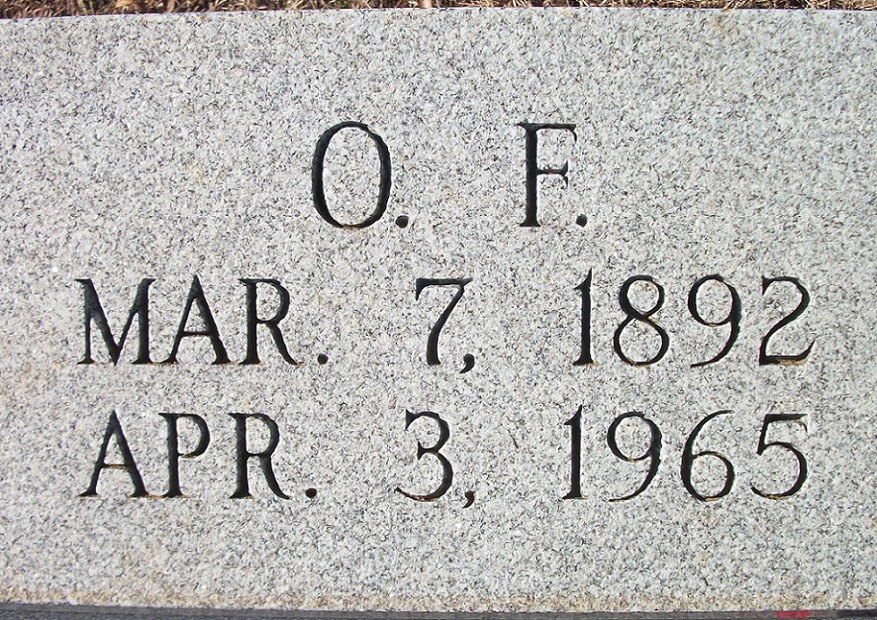 O. F.
MAR. 7, 1892
APR. 3, 1965